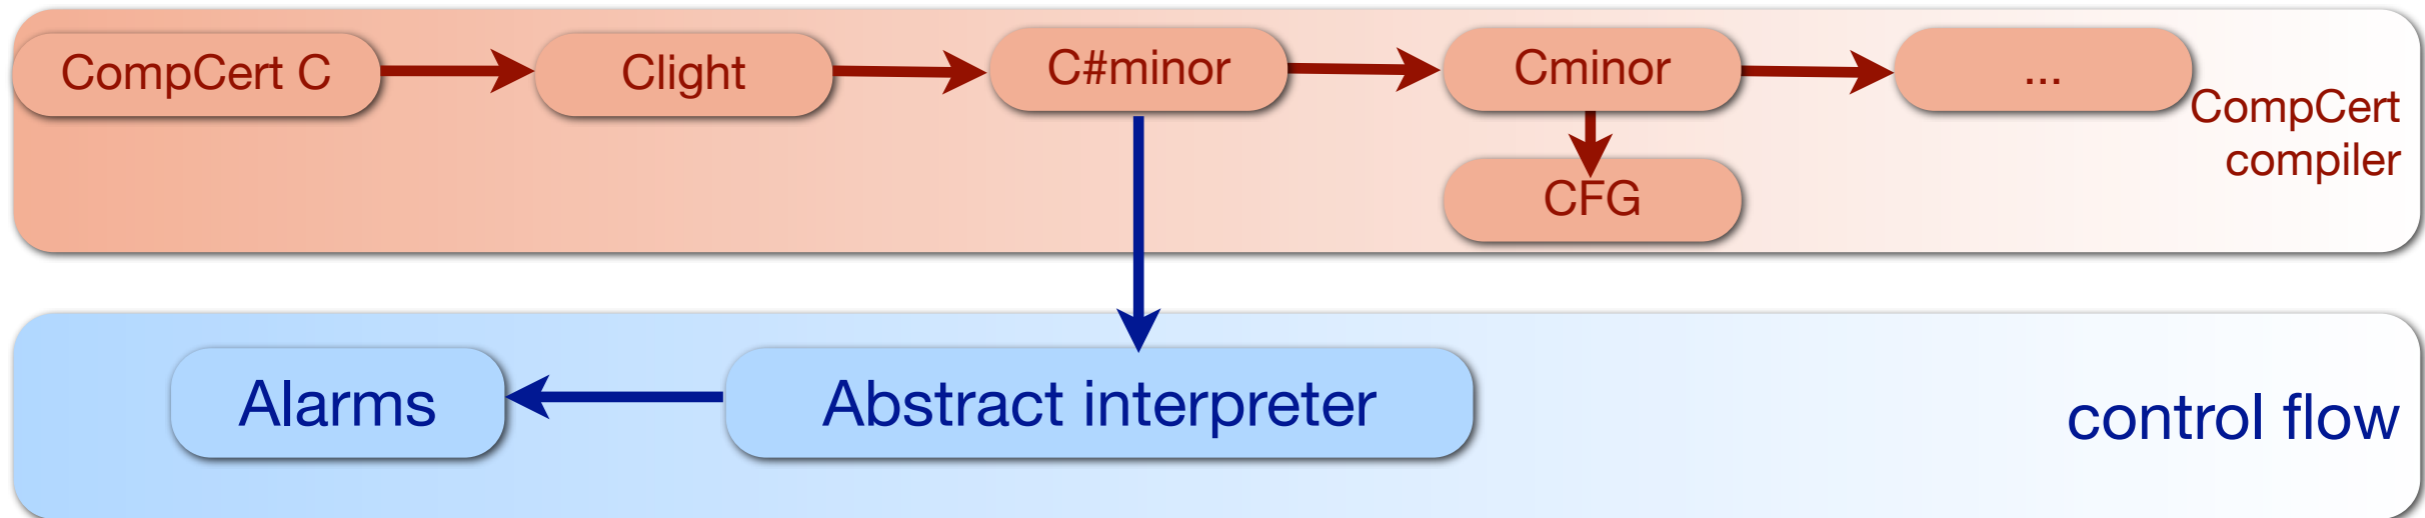 CompCert C
Clight
C#minor
Cminor
...
CompCert
compiler
CFG
Alarms
Abstract interpreter
control flow